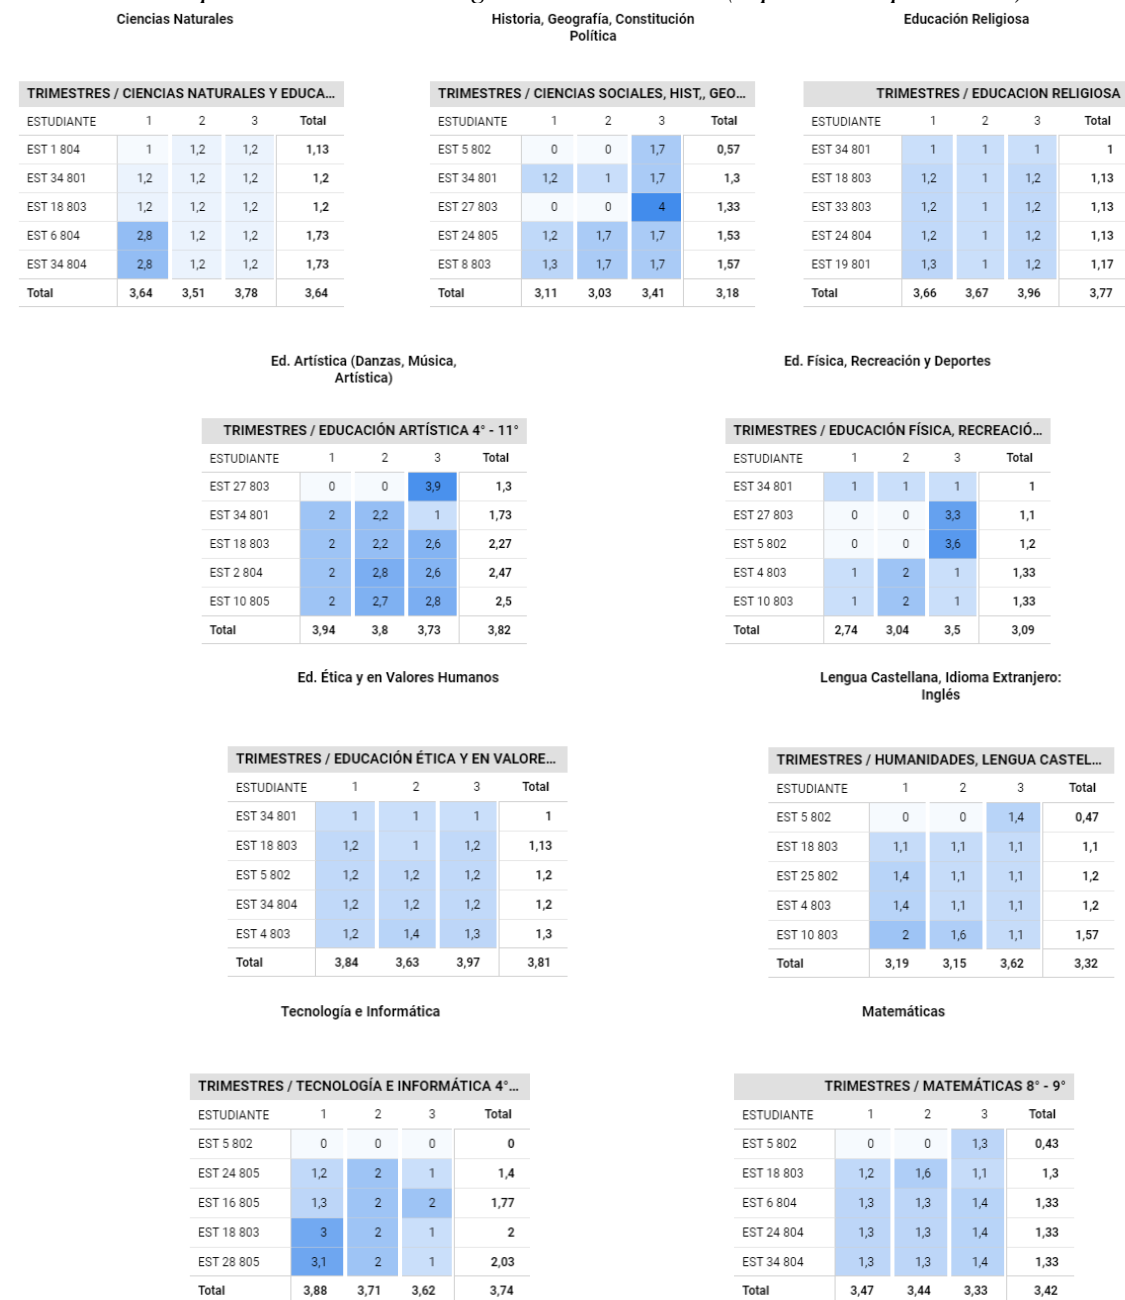 Ciencias Naturales
Historia, Geografía, Constitución
Política
Educación Religiosa
TRIMESTRES / CIENCIAS NATURALES Y EDUCA...
ESTUDIANTE 1 2 3 Total
EST 1 804 1 1,2 1,2 1,13
EST 34 801 1,2 1,2 1,2 1,2
EST 18 803 1,2 1,2 1,2 1,2
EST 6 804 2,8 1,2 1,2 1,73
EST 34 804 2,8 1,2 1,2 1,73
Total 3,64 3,51 3,78 3,64
TRIMESTRES / CIENCIAS SOCIALES, HIST,, GEO...
ESTUDIANTE 1 2 3 Total
EST 5 802 0 0 1,7 0,57
EST 34 801 1,2 1 1,7 1,3
EST 27 803 0 0 4 1,33
EST 24 805 1,2 1,7 1,7 1,53
EST 8 803 1,3 1,7 1,7 1,57
Total 3,11 3,03 3,41 3,18
TRIMESTRES / EDUCACION RELIGIOSA
ESTUDIANTE 1 2 3 Total
EST 34 801 1 1 1 1
EST 18 803 1,2 1 1,2 1,13
EST 33 803 1,2 1 1,2 1,13
EST 24 804 1,2 1 1,2 1,13
EST 19 801 1,3 1 1,2 1,17
Total 3,66 3,67 3,96 3,77
Ed. Artística (Danzas, Música,
Artística)
Ed. Física, Recreación y Deportes
TRIMESTRES / EDUCACIÓN ARTÍSTICA 4° - 11°
ESTUDIANTE 1 2 3 Total
EST 27 803 0 0 3,9 1,3
EST 34 801 2 2,2 1 1,73
EST 18 803 2 2,2 2,6 2,27
EST 2 804 2 2,8 2,6 2,47
EST 10 805 2 2,7 2,8 2,5
Total 3,94 3,8 3,73 3,82
TRIMESTRES / EDUCACIÓN FÍSICA, RECREACIÓ...
ESTUDIANTE 1 2 3 Total
EST 34 801 1 1 1 1
EST 27 803 0 0 3,3 1,1
EST 5 802 0 0 3,6 1,2
EST 4 803 1 2 1 1,33
EST 10 803 1 2 1 1,33
Total 2,74 3,04 3,5 3,09
Ed. Ética y en Valores Humanos
Lengua Castellana, Idioma Extranjero:
Inglés
TRIMESTRES / EDUCACIÓN ÉTICA Y EN VALORE...
ESTUDIANTE 1 2 3 Total
EST 34 801 1 1 1 1
EST 18 803 1,2 1 1,2 1,13
EST 5 802 1,2 1,2 1,2 1,2
EST 34 804 1,2 1,2 1,2 1,2
EST 4 803 1,2 1,4 1,3 1,3
Total 3,84 3,63 3,97 3,81
TRIMESTRES / HUMANIDADES, LENGUA CASTEL...
ESTUDIANTE 1 2 3 Total
EST 5 802 0 0 1,4 0,47
EST 18 803 1,1 1,1 1,1 1,1
EST 25 802 1,4 1,1 1,1 1,2
EST 4 803 1,4 1,1 1,1 1,2
EST 10 803 2 1,6 1,1 1,57
Total 3,19 3,15 3,62 3,32
Tecnología e Informática
Matemáticas
TRIMESTRES / TECNOLOGÍA E INFORMÁTICA 4°...
ESTUDIANTE 1 2 3 Total
EST 5 802 0 0 0 0
EST 24 805 1,2 2 1 1,4
EST 16 805 1,3 2 2 1,77
EST 18 803 3 2 1 2
EST 28 805 3,1 2 1 2,03
Total 3,88 3,71 3,62 3,74
TRIMESTRES / MATEMÁTICAS 8° - 9°
ESTUDIANTE 1 2 3 Total
EST 5 802 0 0 1,3 0,43
EST 18 803 1,2 1,6 1,1 1,3
EST 6 804 1,3 1,3 1,4 1,33
EST 24 804 1,3 1,3 1,4 1,33
EST 34 804 1,3 1,3 1,4 1,33
Total 3,47 3,44 3,33 3,42